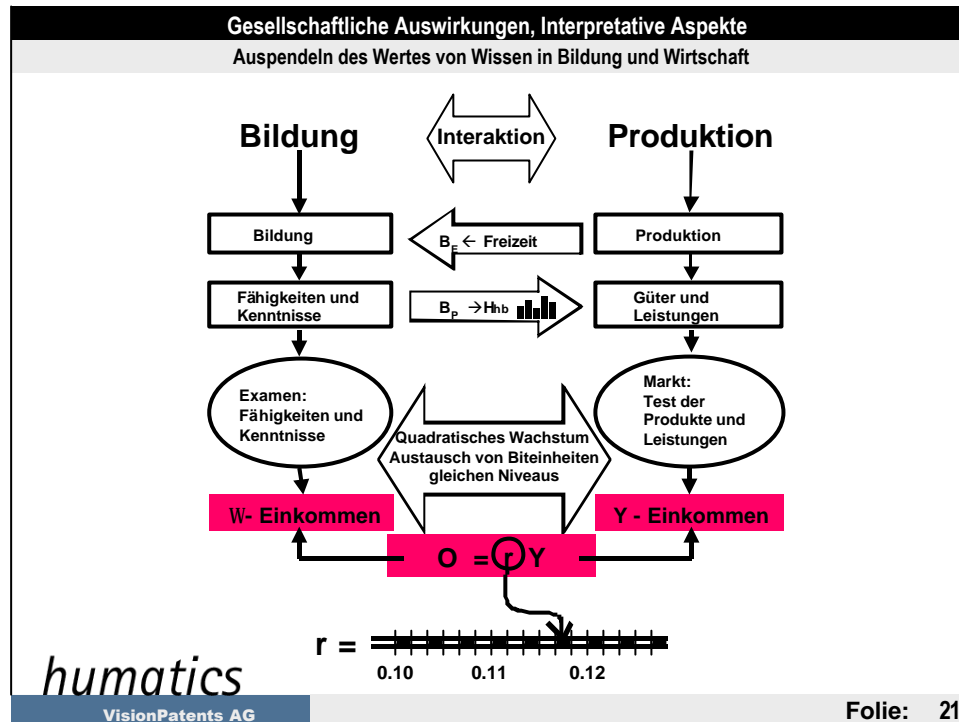 Gesellschaftliche Auswirkungen, Interpretative Aspekte
Auspendeln des Wertes von Wissen in Bildung und Wirtschaft
Bildung
Interaktion
Produktion
Bildung
B_E ← Freizeit
Produktion
Fähigkeiten und
Kenntnisse
B_P → Hhb
Güter und
Leistungen
Examen:
Fähigkeiten und
Kenntnisse
Quadratisches Wachstum
Austausch von Biteinheiten
gleichen Niveaus
Markt:
Test der
Produkte und
Leistungen
W- Einkommen
Y - Einkommen
O = r Y
r =
0.10 0.11 0.12
humatics
VisionPatents AG
Folie: 21